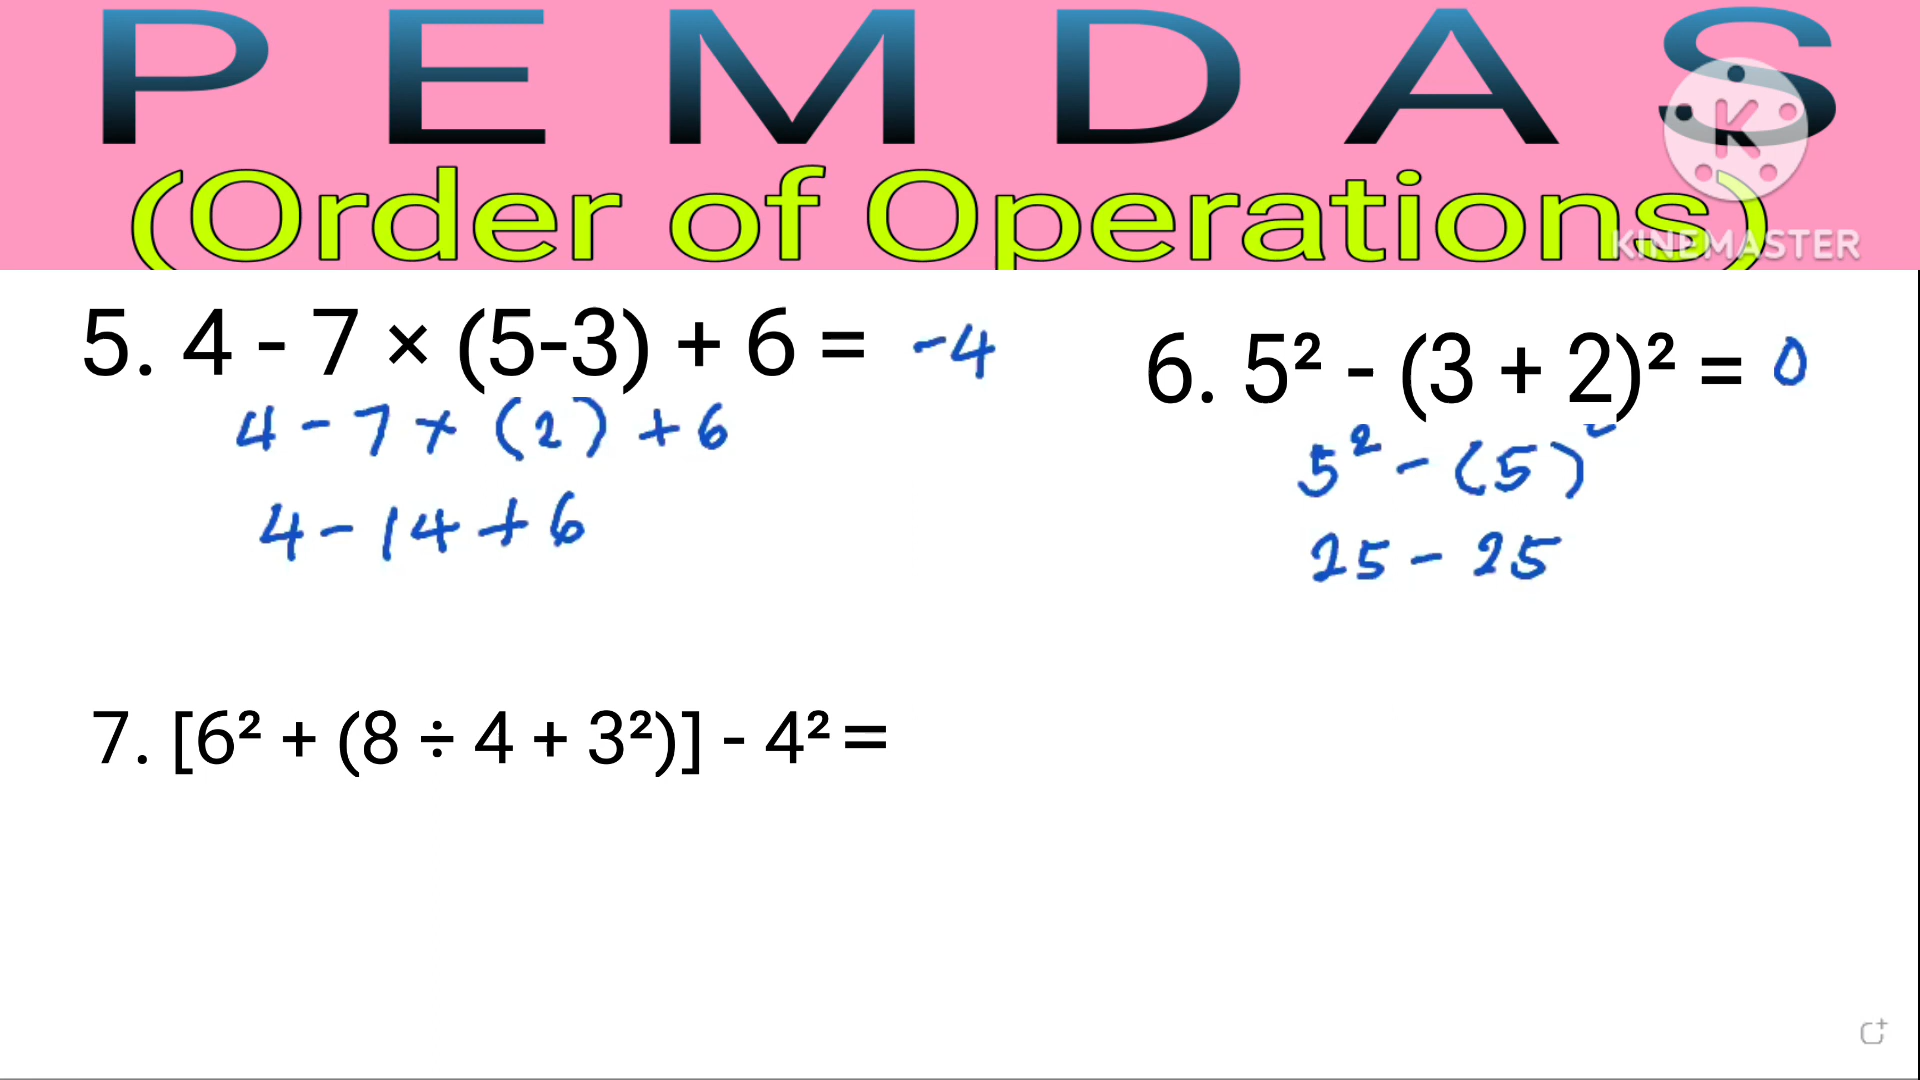 P E M D A S
(Order of Operations)
KINEMASTER
5. 4 - 7 × (5-3) + 6 = -4
4 - 7 × (2) + 6
4 - 14 + 6
6. 5² - (3 + 2)² = 0
5² - (5)²
25 - 25
7. [6² + (8 ÷ 4 + 3²)] - 4² =